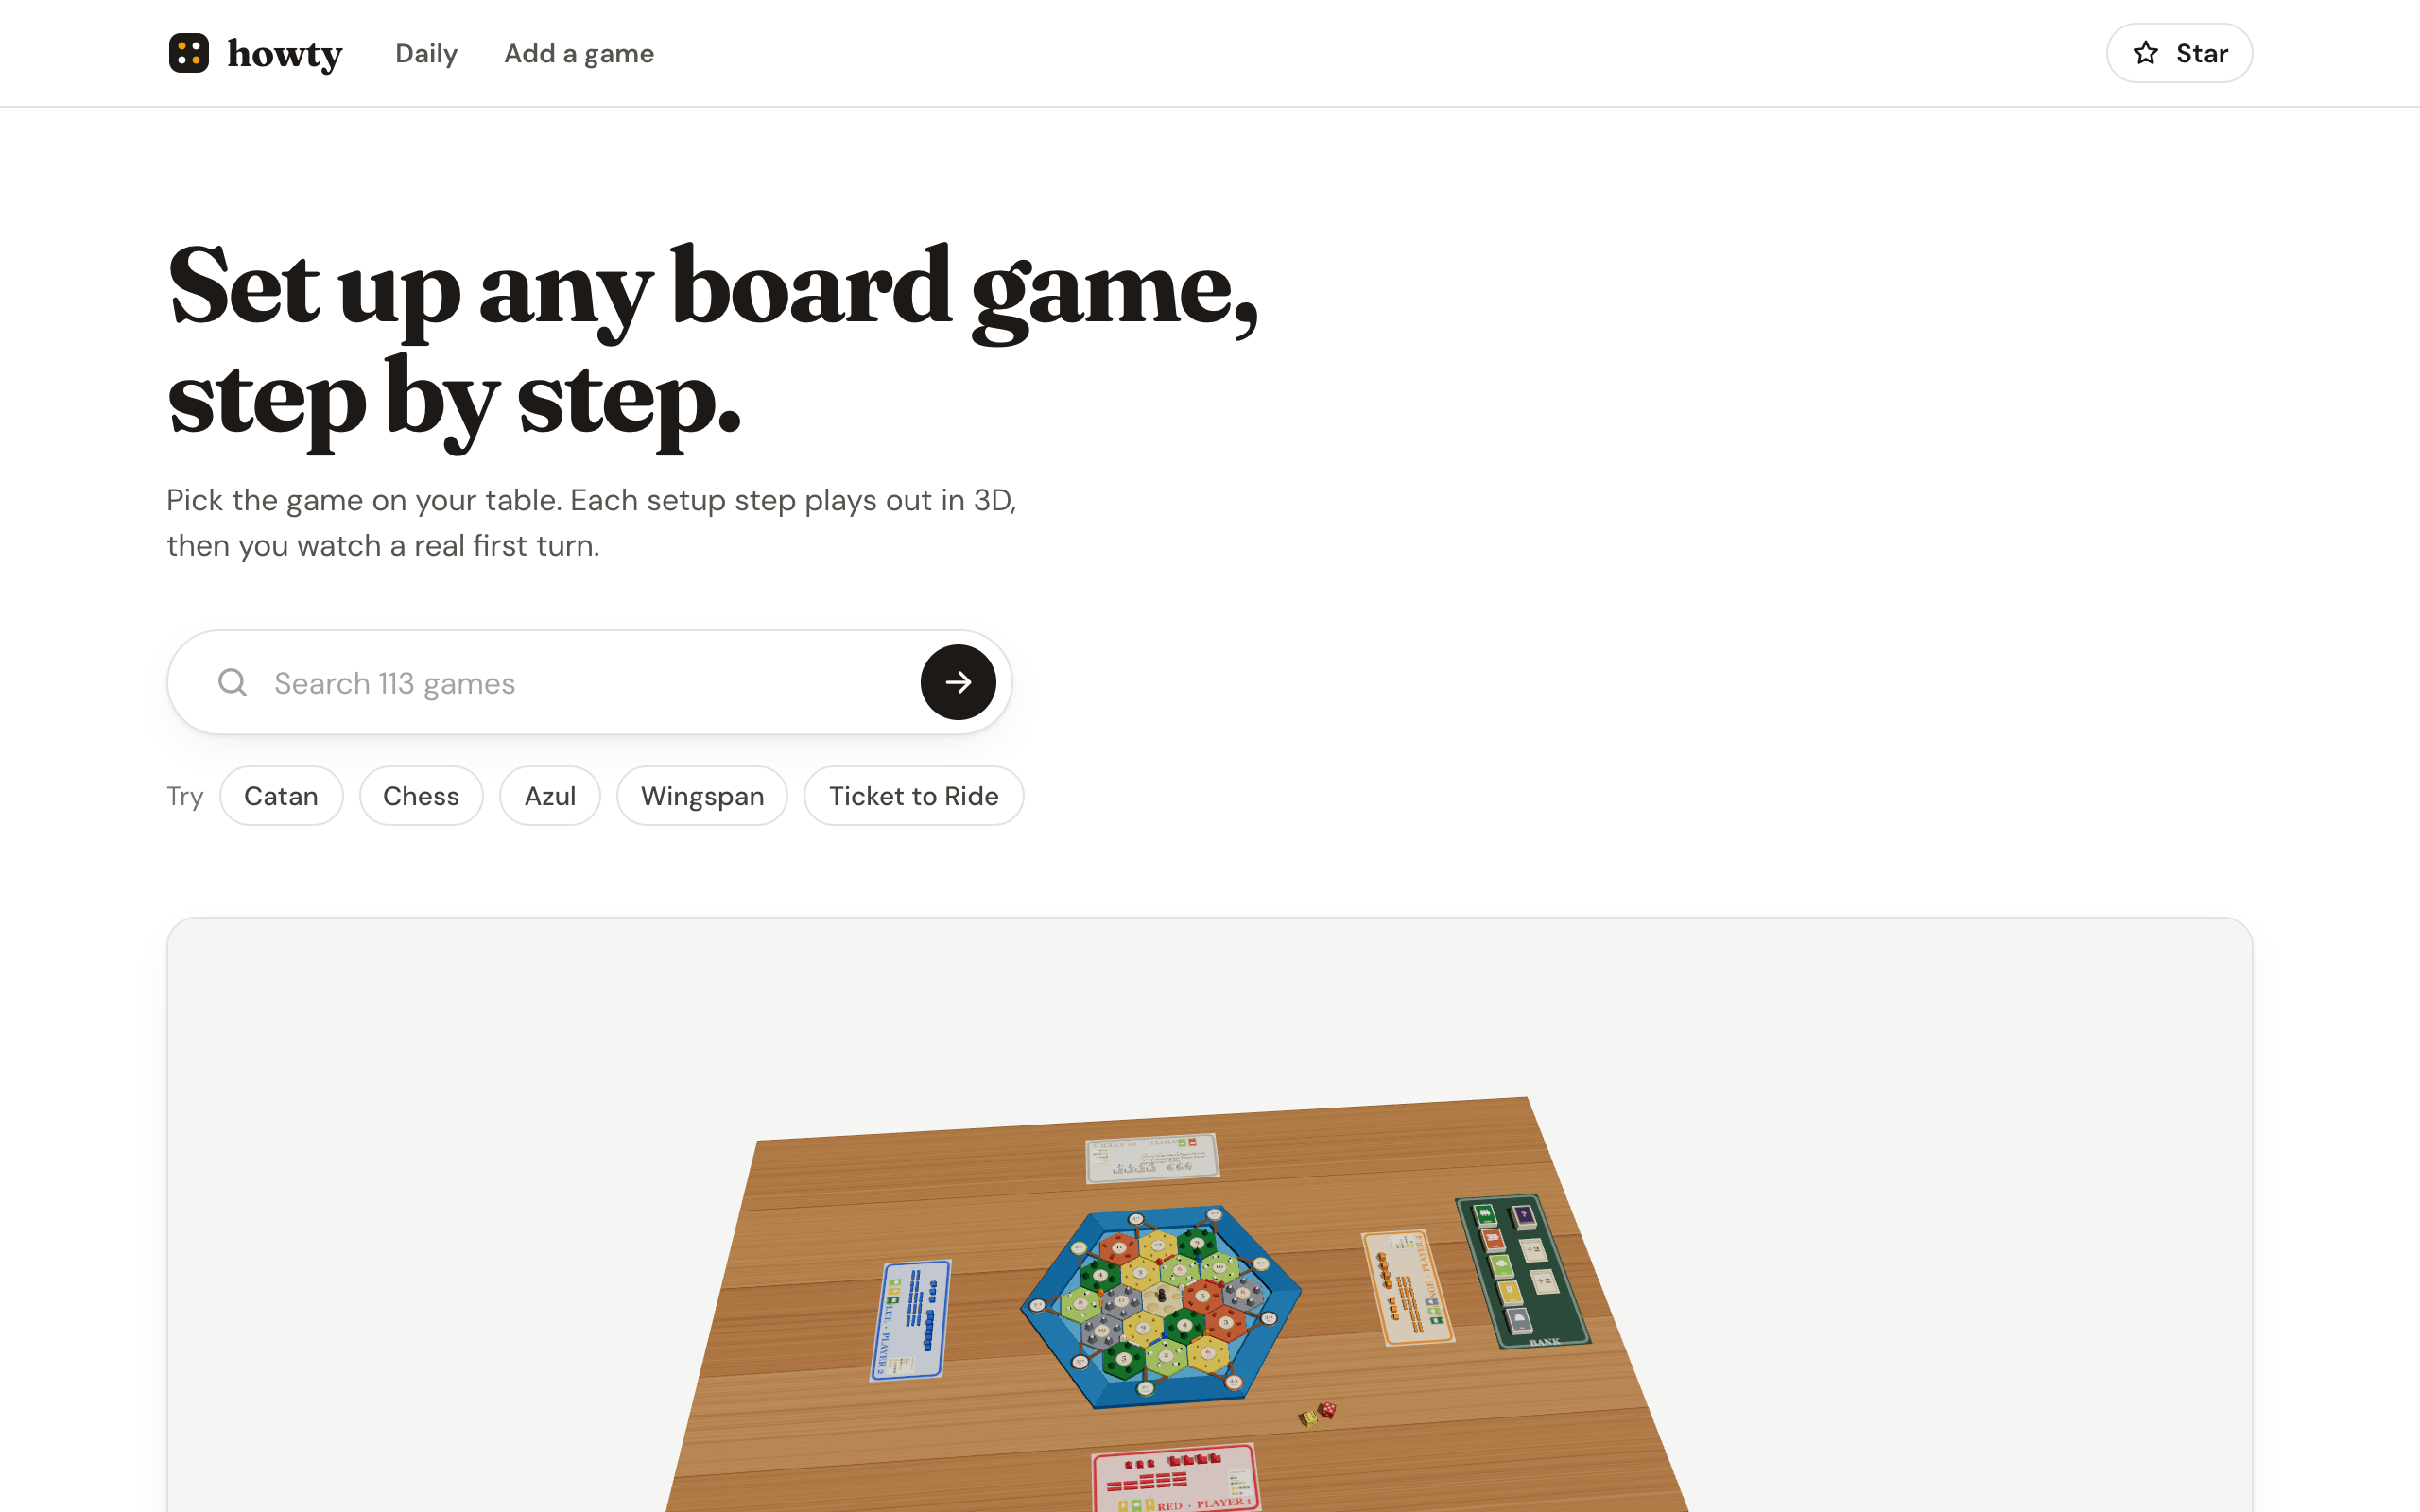 howty
Daily
Add a game
Star
Set up any board game,
step by step.
Pick the game on your table. Each setup step plays out in 3D,
then you watch a real first turn.
Search 113 games
Try
Catan
Chess
Azul
Wingspan
Ticket to Ride
BANK
RED · PLAYER 1